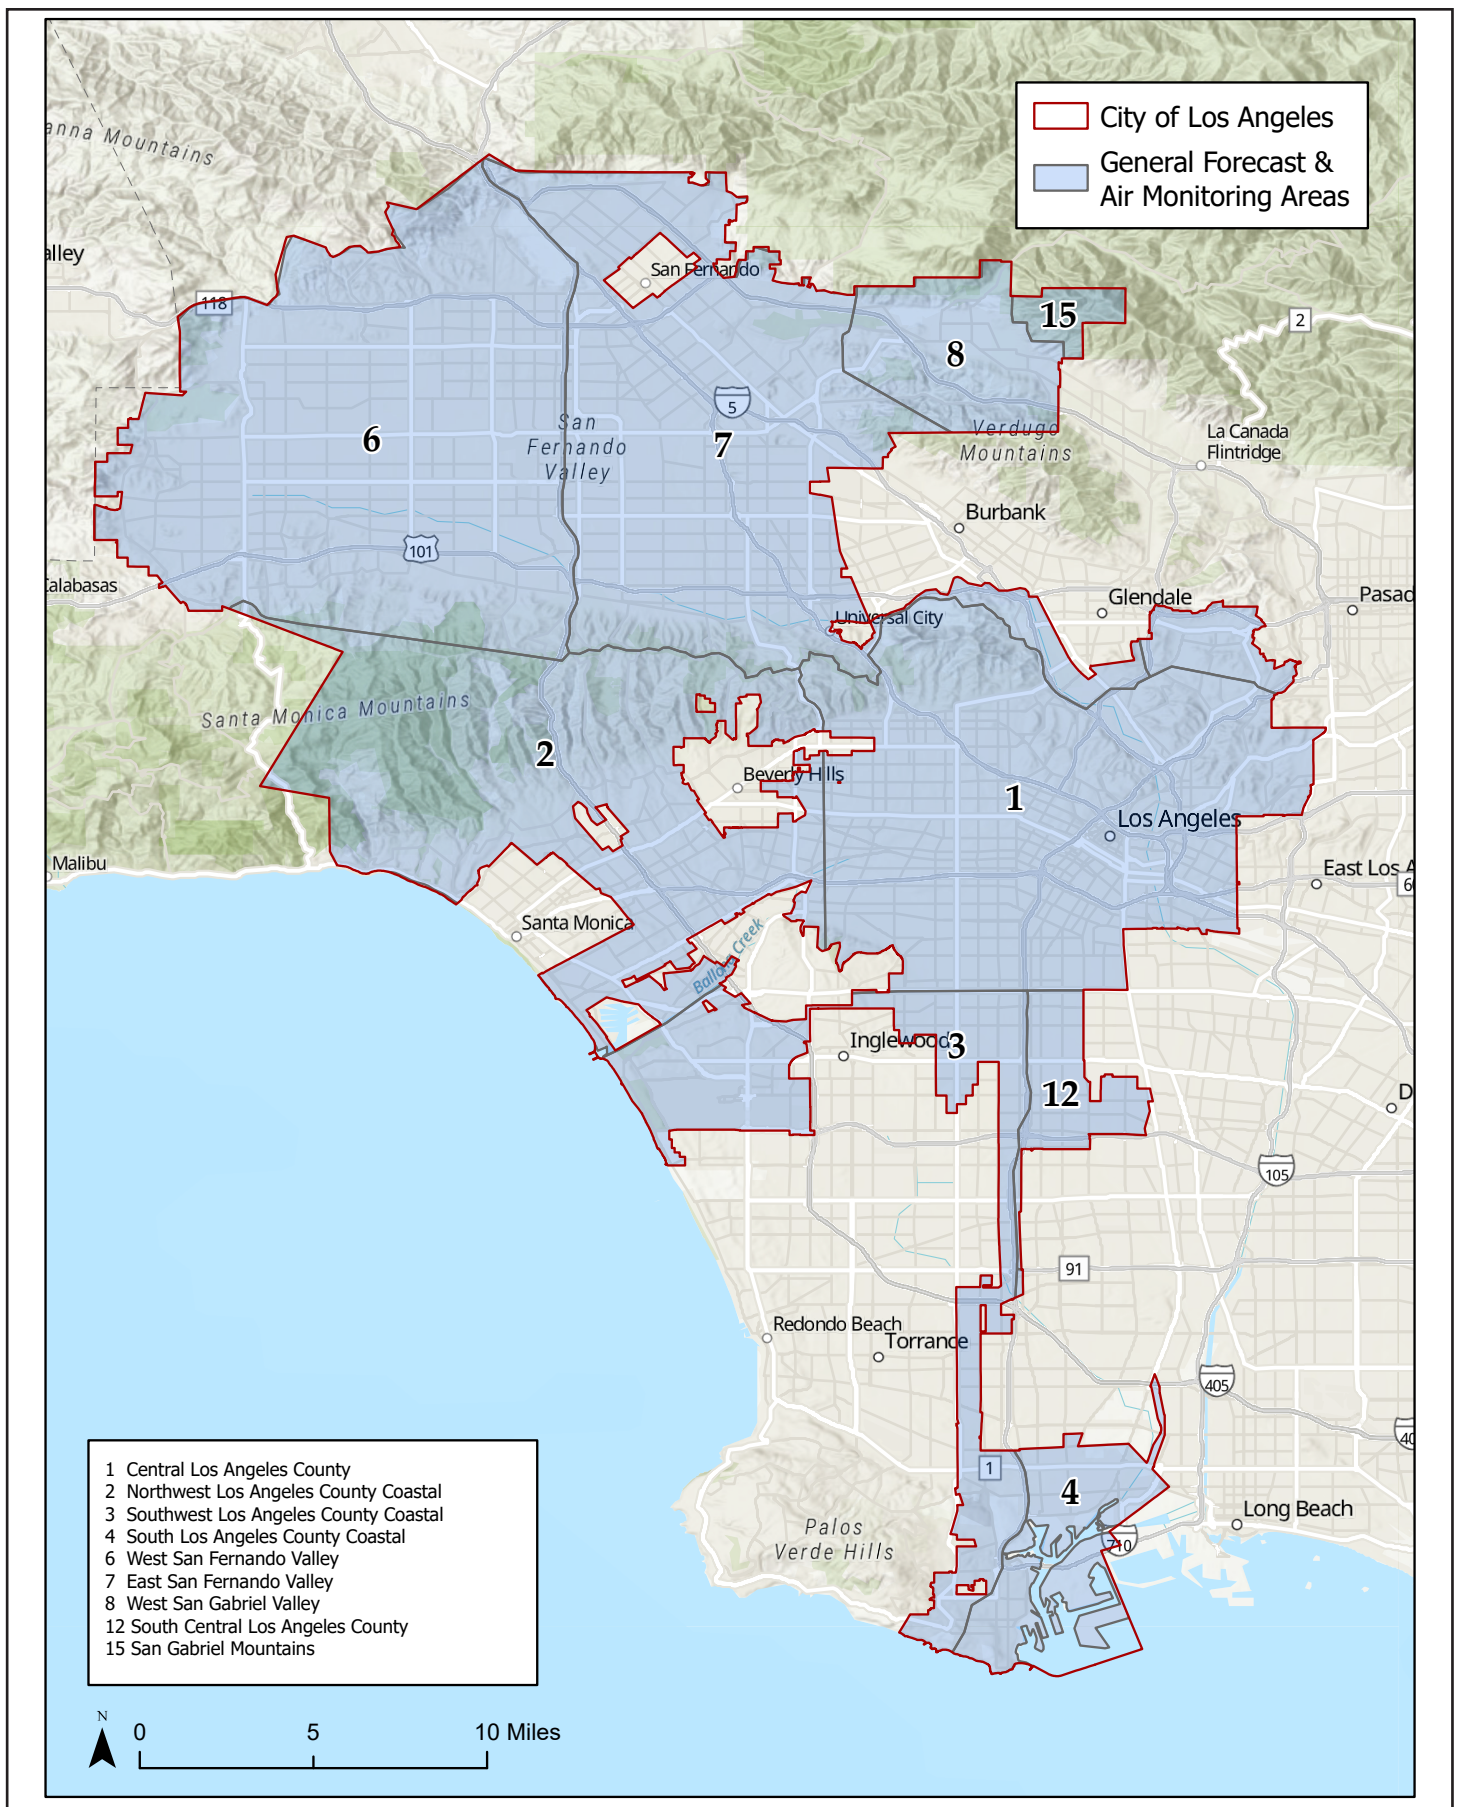 City of Los Angeles
General Forecast &
Air Monitoring Areas
anna Mountains
alley
San Fernando
118
15
2
8
5
San
Fernando
Valley
6
7
Verdugo
Mountains
La Canada
Flintridge
Burbank
101
Calabasas
Glendale
Pasad
Universal City
Santa Monica Mountains
2
Beverly Hills
1
Los Angeles
Malibu
East Los A
60
Santa Monica
Ballona Creek
Inglewood
3
12
D
105
91
Redondo Beach
Torrance
405
40
1
4
Long Beach
Palos
Verde Hills
710
1 Central Los Angeles County
2 Northwest Los Angeles County Coastal
3 Southwest Los Angeles County Coastal
4 South Los Angeles County Coastal
6 West San Fernando Valley
7 East San Fernando Valley
8 West San Gabriel Valley
12 South Central Los Angeles County
15 San Gabriel Mountains
N
0 5 10 Miles